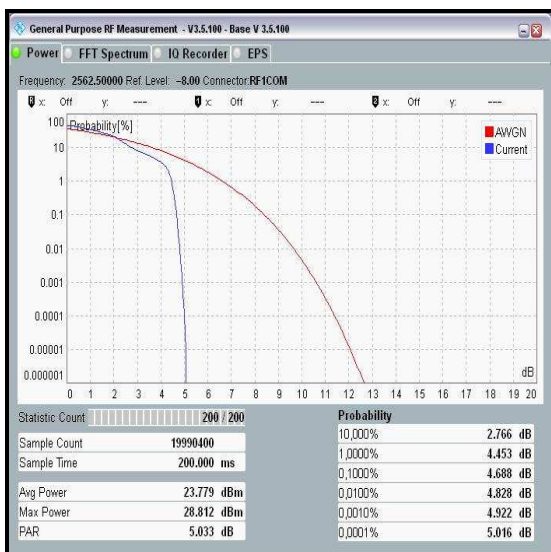 General Purpose RF Measurement - V3.5.100 - Base V 3.5.100
Power FFT Spectrum IQ Recorder EPS
Frequency: 2562.50000 Ref. Level: -8.00 Connector:RF1COM
0 x: Off y: --- 1 x: Off y: --- 2 x: Off y: ---
Probability[%]
AWGN
Current
100
10
1
0.1
0.01
0.001
0.0001
0.00001
0.000001
dB
0 1 2 3 4 5 6 7 8 9 10 11 12 13 14 15 16 17 18 19 20
Statistic Count 200 / 200
Sample Count 19990400
Sample Time 200.000 ms
Avg Power 23.779 dBm
Max Power 28.812 dBm
PAR 5.033 dB
Probability
10,000% 2.766 dB
1,0000% 4.453 dB
0,1000% 4.688 dB
0,0100% 4.828 dB
0,0010% 4.922 dB
0,0001% 5.016 dB